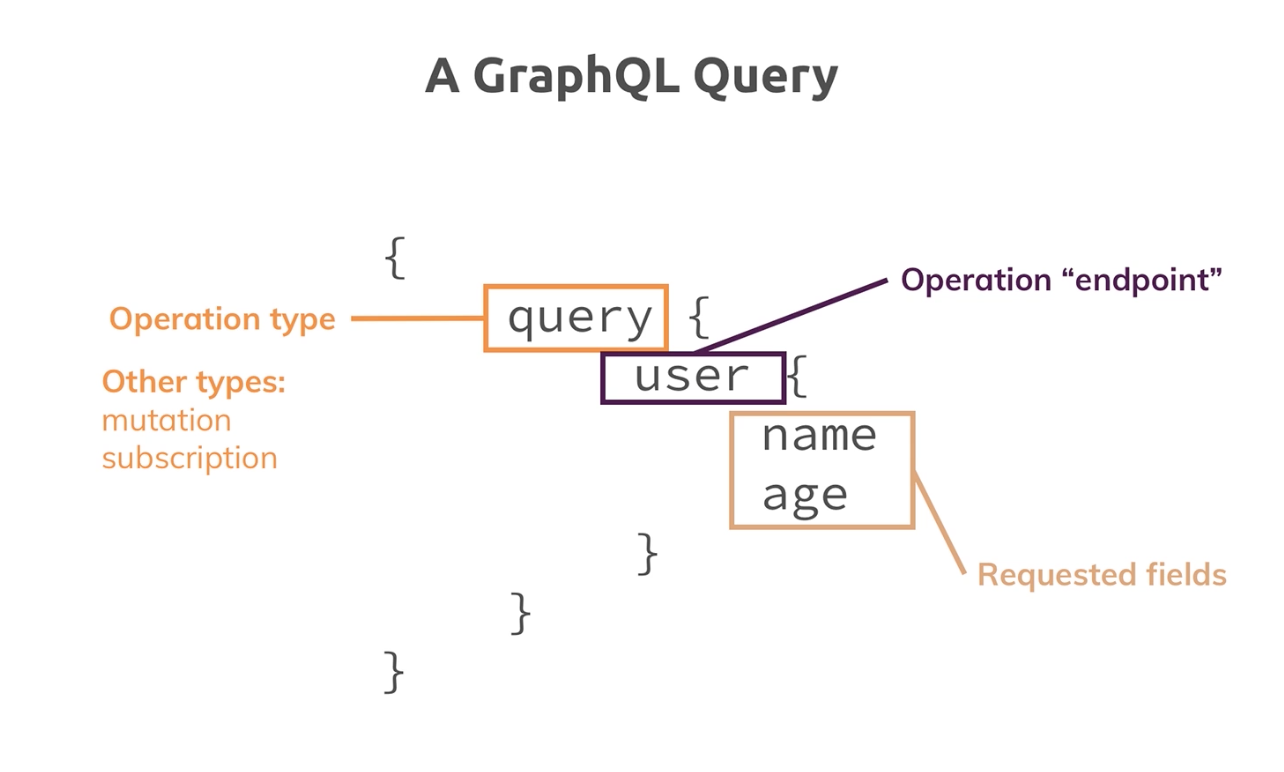 A GraphQL Query
{
Operation type
query {
Operation “endpoint”
user {
Other types:
mutation
subscription
name
age
}
Requested fields
}
}